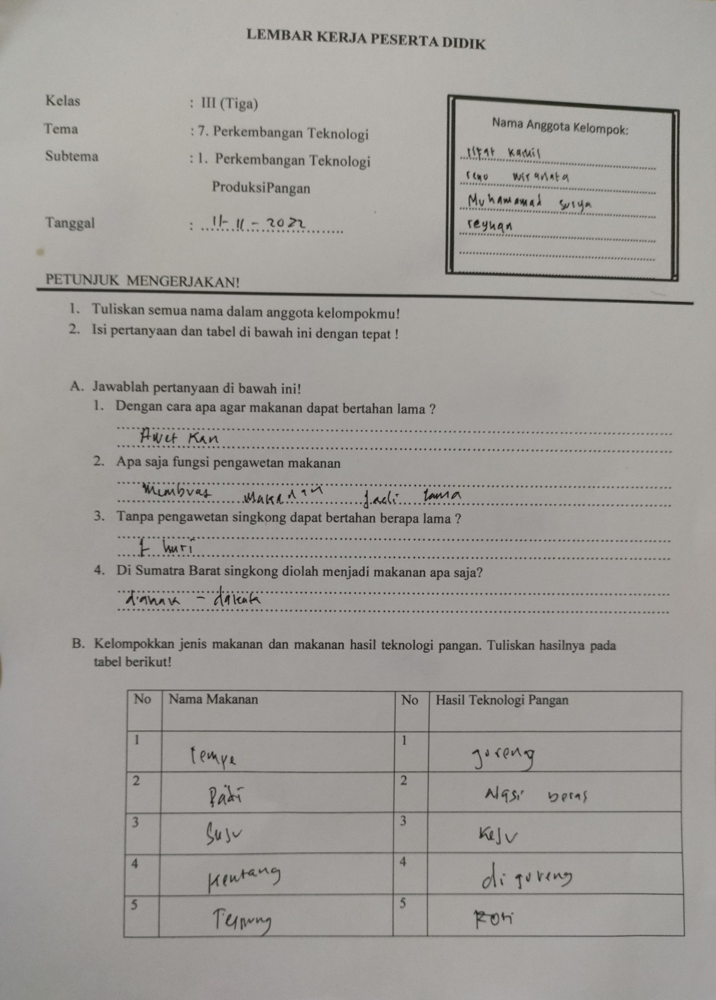 LEMBAR KERJA PESERTA DIDIK
Kelas : III (Tiga)
Tema : 7. Perkembangan Teknologi
Subtema : 1. Perkembangan Teknologi
ProduksiPangan
Tanggal : 11-11-2022
Nama Anggota Kelompok:
rifat kamil
reno wiranata
Muhamamad surya
reyhan
PETUNJUK MENGERJAKAN!
1. Tuliskan semua nama dalam anggota kelompokmu!
2. Isi pertanyaan dan tabel di bawah ini dengan tepat !
A. Jawablah pertanyaan di bawah ini!
1. Dengan cara apa agar makanan dapat bertahan lama ?
Awet Kan
2. Apa saja fungsi pengawetan makanan
Membuat makanan jadi lama
3. Tanpa pengawetan singkong dapat bertahan berapa lama ?
hari
4. Di Sumatra Barat singkong diolah menjadi makanan apa saja?
B. Kelompokkan jenis makanan dan makanan hasil teknologi pangan. Tuliskan hasilnya pada
tabel berikut!
No Nama Makanan No Hasil Teknologi Pangan
1 Tempe 1 goreng
2 Padi 2 Nasi beras
3 Susu 3 Keju
4 Kentang 4 di goreng
5 Tepung 5 Roti